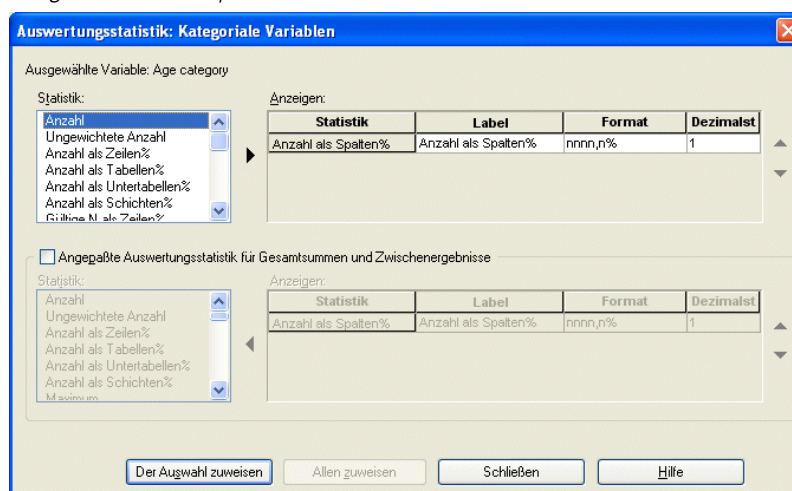 Auswertungsstatistik: Kategoriale Variablen
Ausgewählte Variable: Age category
Statistik:
Anzahl
Ungewichtete Anzahl
Anzahl als Zeilen%
Anzahl als Tabellen%
Anzahl als Untertabellen%
Anzahl als Schichten%
Gültige N als Zeilen%
Anzeigen:
Statistik Label Format Dezimalst
Anzahl als Spalten% Anzahl als Spalten% nnnn,n% 1
Angepaßte Auswertungsstatistik für Gesamtsummen und Zwischenergebnisse
Statistik:
Anzahl
Ungewichtete Anzahl
Anzahl als Zeilen%
Anzahl als Tabellen%
Anzahl als Untertabellen%
Anzahl als Schichten%
Maximum
Anzeigen:
Statistik Label Format Dezimalst
Anzahl als Spalten% Anzahl als Spalten% nnnn,n% 1
Der Auswahl zuweisen Allen zuweisen Schließen Hilfe